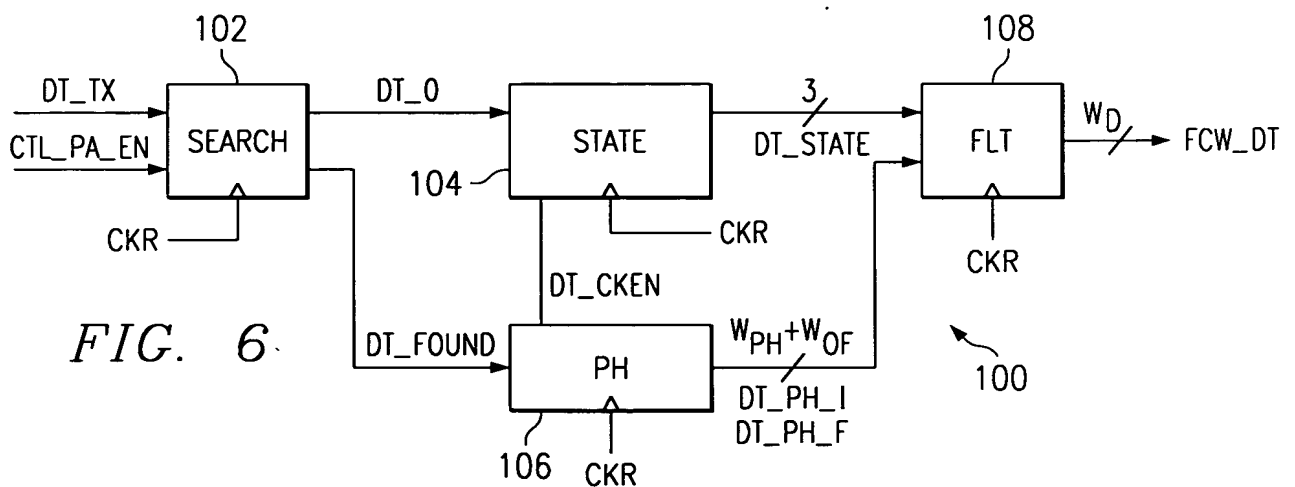 102
108
DT_TX
DT_0
3
W_D
CTL_PA_EN
SEARCH
STATE
DT_STATE
FLT
FCW_DT
104
CKR
CKR
CKR
DT_CKEN
FIG. 6
DT_FOUND
PH
W_PH+W_OF
100
DT_PH_I
DT_PH_F
106
CKR